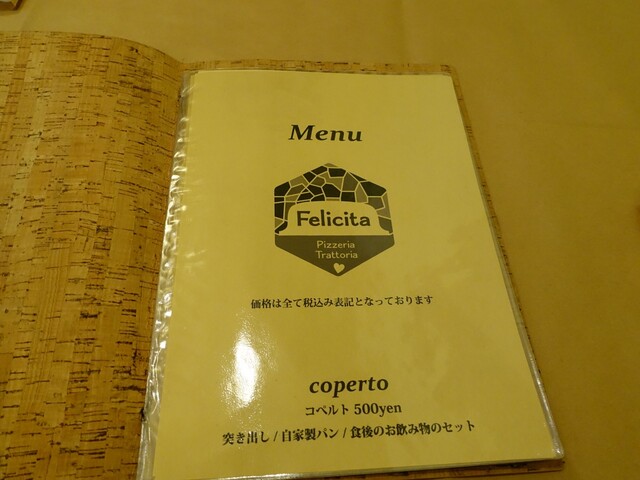 Menu
Felicita
Pizzeria
Trattoria
価格は全て税込み表記となっております
coperto
コペルト 500yen
突き出し / 自家製パン / 食後のお飲み物のセット